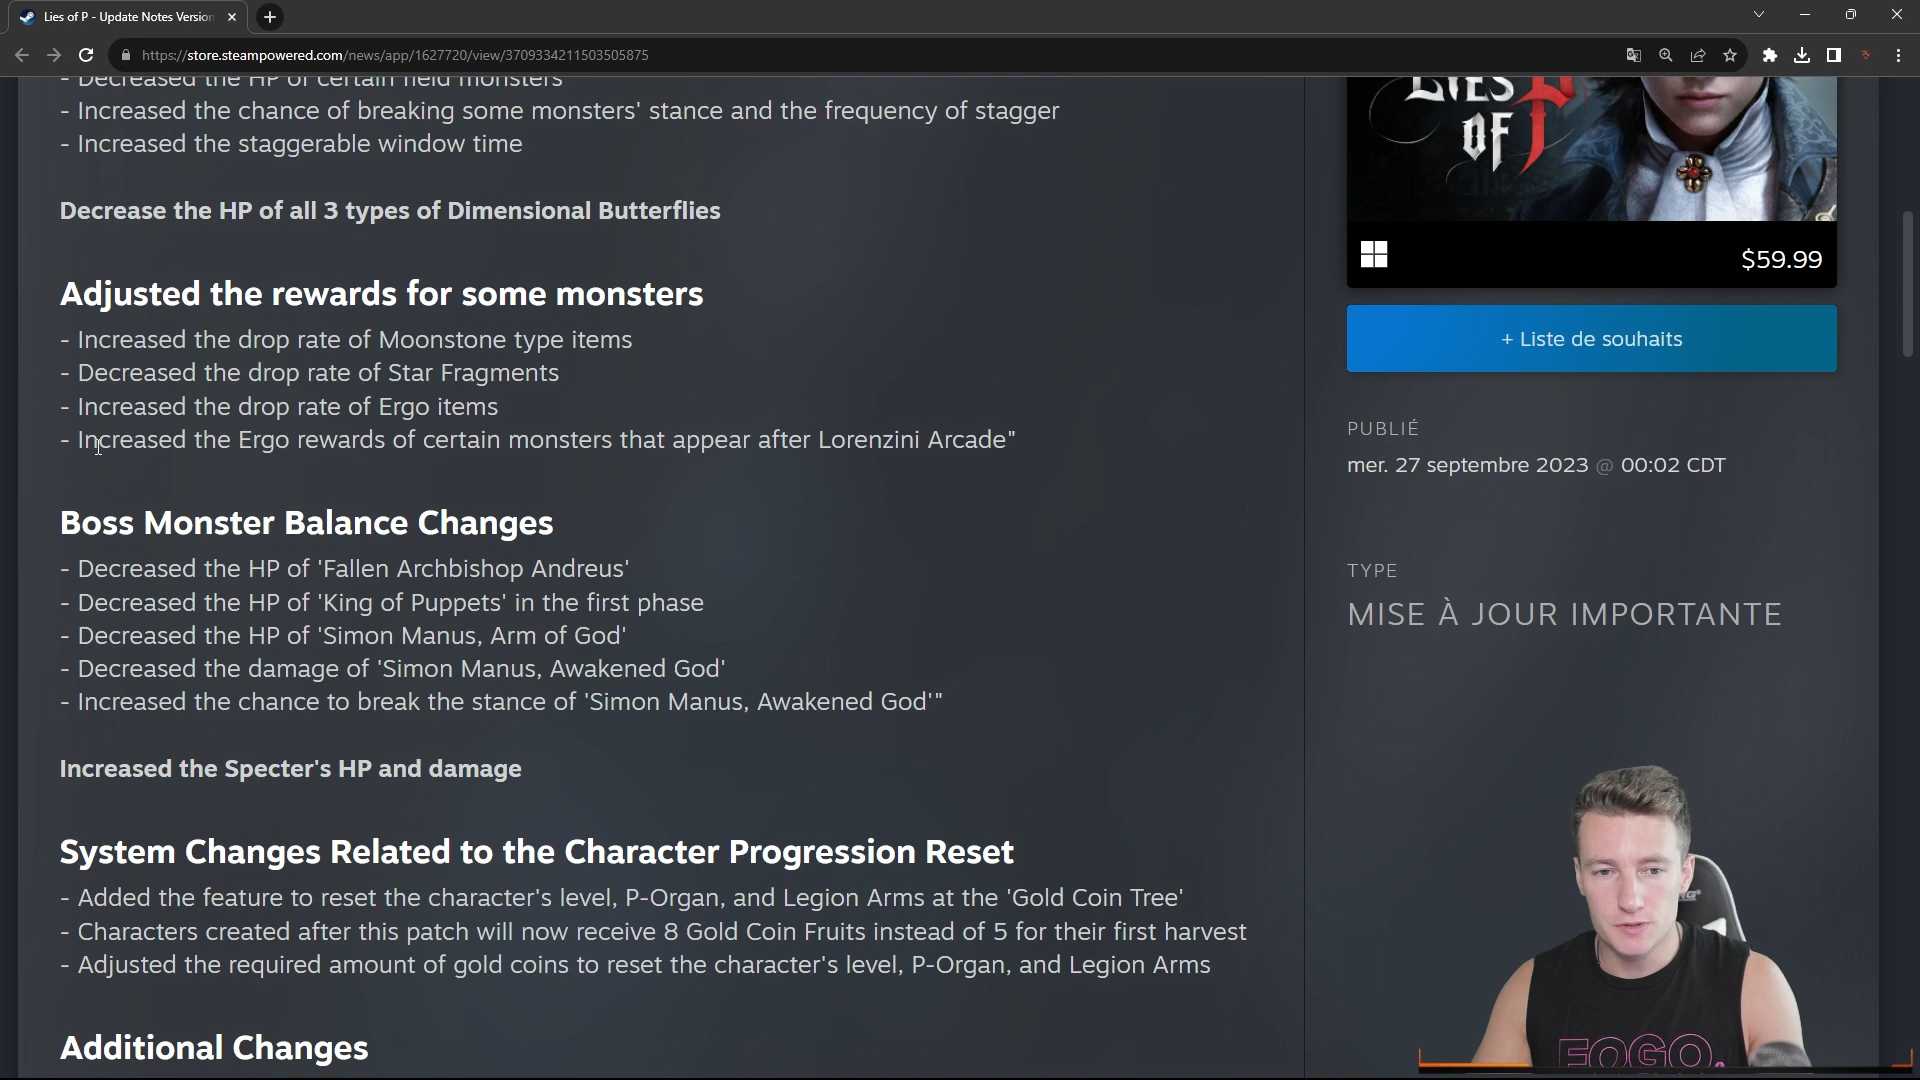 Lies of P - Update Notes Version
https://store.steampowered.com/news/app/1627720/view/3709334211503505875
- Decreased the HP of certain field monsters
- Increased the chance of breaking some monsters' stance and the frequency of stagger
- Increased the staggerable window time
Decrease the HP of all 3 types of Dimensional Butterflies
Adjusted the rewards for some monsters
- Increased the drop rate of Moonstone type items
- Decreased the drop rate of Star Fragments
- Increased the drop rate of Ergo items
- Increased the Ergo rewards of certain monsters that appear after Lorenzini Arcade"
Boss Monster Balance Changes
- Decreased the HP of 'Fallen Archbishop Andreus'
- Decreased the HP of 'King of Puppets' in the first phase
- Decreased the HP of 'Simon Manus, Arm of God'
- Decreased the damage of 'Simon Manus, Awakened God'
- Increased the chance to break the stance of 'Simon Manus, Awakened God'"
Increased the Specter's HP and damage
System Changes Related to the Character Progression Reset
- Added the feature to reset the character's level, P-Organ, and Legion Arms at the 'Gold Coin Tree'
- Characters created after this patch will now receive 8 Gold Coin Fruits instead of 5 for their first harvest
- Adjusted the required amount of gold coins to reset the character's level, P-Organ, and Legion Arms
Additional Changes
LIES
OF P
$59.99
+ Liste de souhaits
PUBLIÉ
mer. 27 septembre 2023 @ 00:02 CDT
TYPE
MISE À JOUR IMPORTANTE